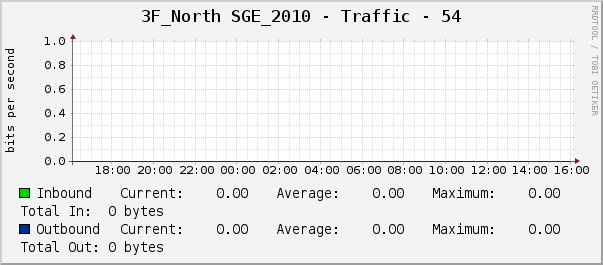 3F_North SGE_2010 - Traffic - 54
RRDTOOL / TOBI OETIKER
bits per second
1.0
0.8
0.6
0.4
0.2
0.0
18:00 20:00 22:00 00:00 02:00 04:00 06:00 08:00 10:00 12:00 14:00 16:00
Inbound Current: 0.00 Average: 0.00 Maximum: 0.00
Total In: 0 bytes
Outbound Current: 0.00 Average: 0.00 Maximum: 0.00
Total Out: 0 bytes